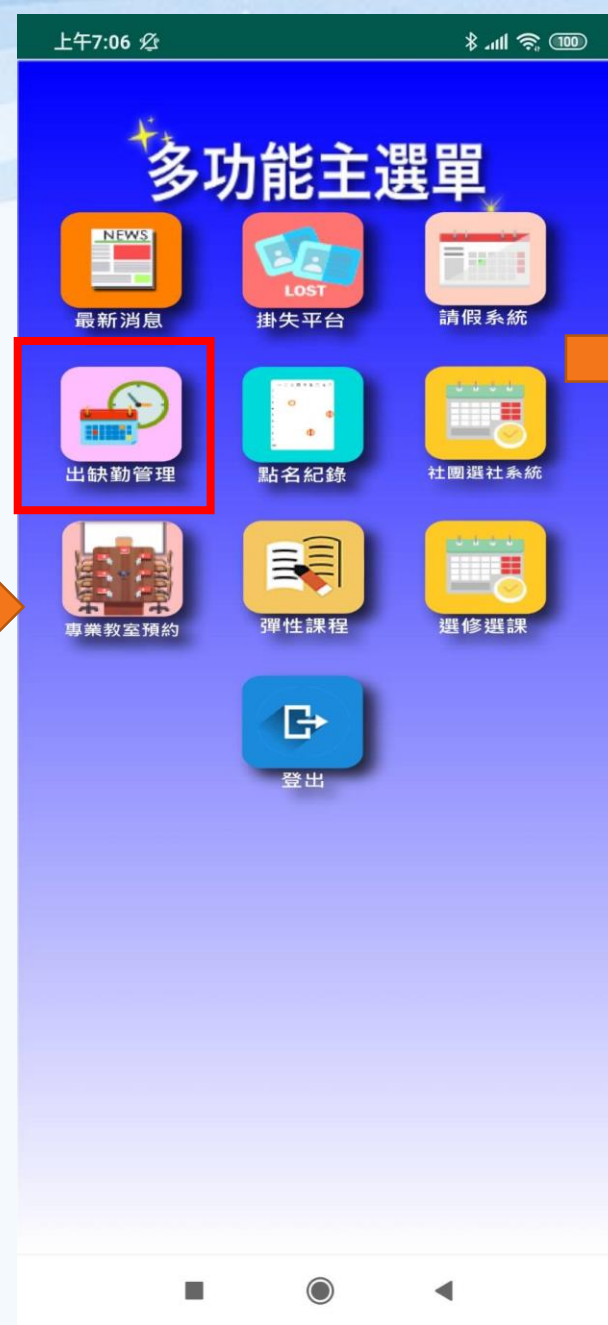 上午7:06 100
多功能主選單
NEWS
LOST
最新消息 掛失平台 請假系統
出缺勤管理 點名紀錄 社團選社系統
專業教室預約 彈性課程 選修選課
登出